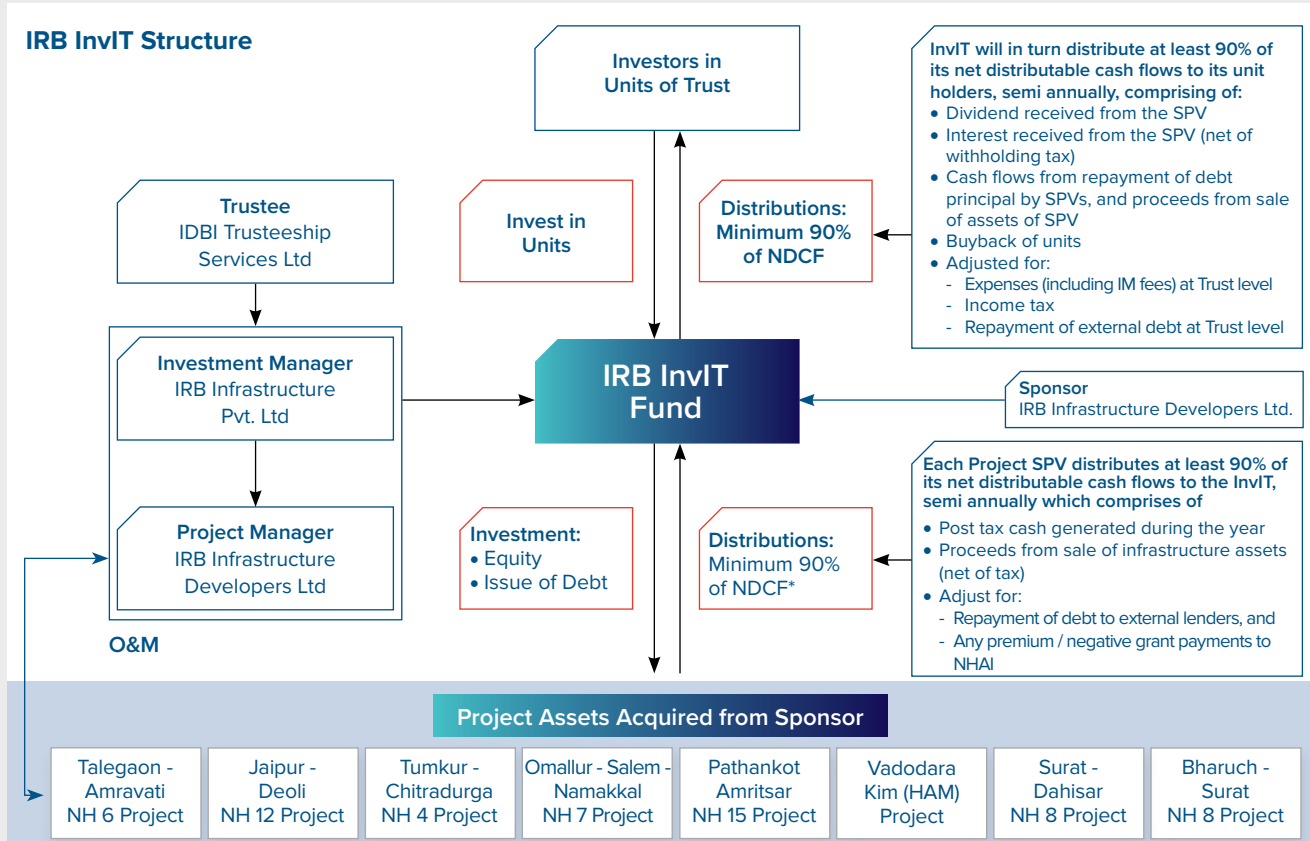 IRB InvIT Structure
Investors in
Units of Trust
InvIT will in turn distribute at least 90% of
its net distributable cash flows to its unit
holders, semi annually, comprising of:
• Dividend received from the SPV
• Interest received from the SPV (net of
withholding tax)
• Cash flows from repayment of debt
principal by SPVs, and proceeds from sale
of assets of SPV
• Buyback of units
• Adjusted for:
- Expenses (including IM fees) at Trust level
- Income tax
- Repayment of external debt at Trust level
Trustee
IDBI Trusteeship
Services Ltd
Invest in
Units
Distributions:
Minimum 90%
of NDCF
Investment Manager
IRB Infrastructure
Pvt. Ltd
IRB InvIT
Fund
Sponsor
IRB Infrastructure Developers Ltd.
Project Manager
IRB Infrastructure
Developers Ltd
O&M
Investment:
• Equity
• Issue of Debt
Distributions:
Minimum 90%
of NDCF*
Each Project SPV distributes at least 90% of
its net distributable cash flows to the InvIT,
semi annually which comprises of
• Post tax cash generated during the year
• Proceeds from sale of infrastructure assets
(net of tax)
• Adjust for:
- Repayment of debt to external lenders, and
- Any premium / negative grant payments to
NHAI
Project Assets Acquired from Sponsor
Talegaon -
Amravati
NH 6 Project
Jaipur -
Deoli
NH 12 Project
Tumkur -
Chitradurga
NH 4 Project
Omallur - Salem -
Namakkal
NH 7 Project
Pathankot
Amritsar
NH 15 Project
Vadodara
Kim (HAM)
Project
Surat -
Dahisar
NH 8 Project
Bharuch -
Surat
NH 8 Project